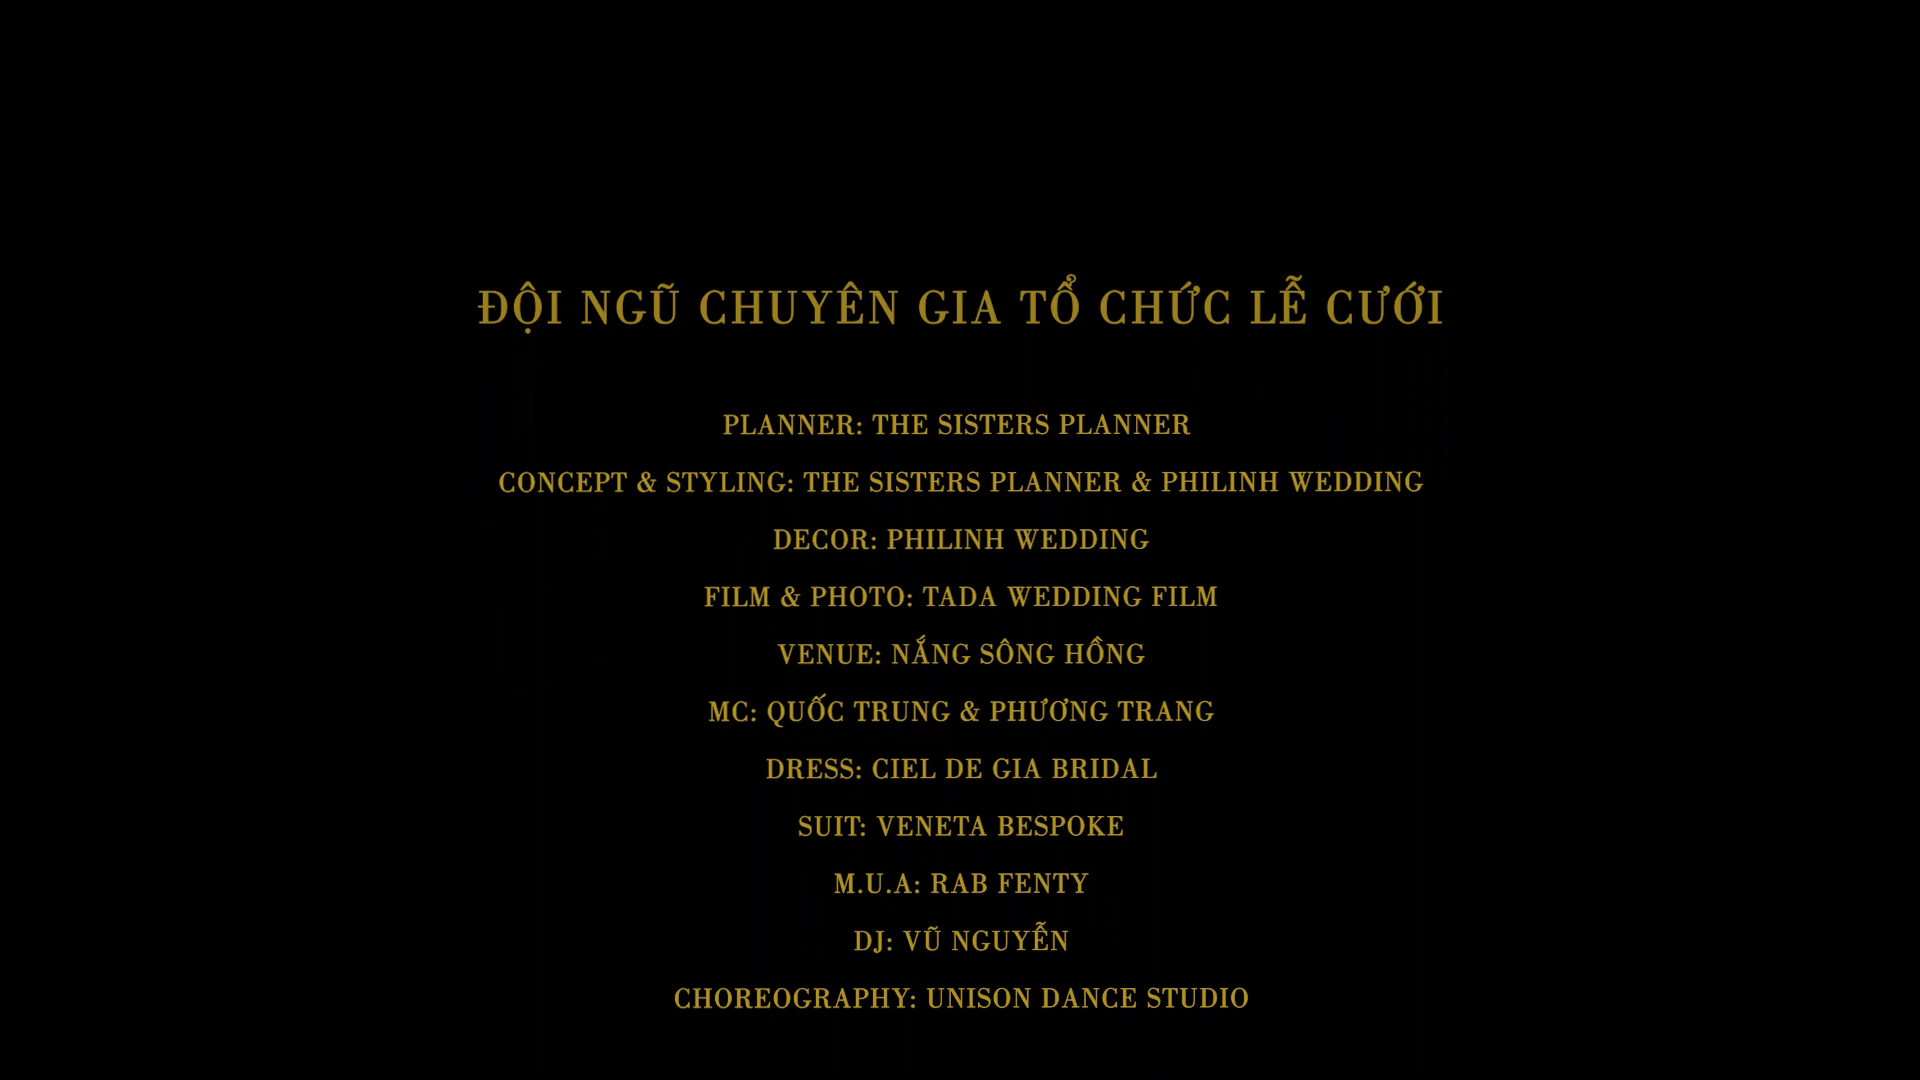 ĐỘI NGŨ CHUYÊN GIA TỔ CHỨC LỄ CƯỚI
PLANNER: THE SISTERS PLANNER
CONCEPT & STYLING: THE SISTERS PLANNER & PHILINH WEDDING
DECOR: PHILINH WEDDING
FILM & PHOTO: TADA WEDDING FILM
VENUE: NẮNG SÔNG HỒNG
MC: QUỐC TRUNG & PHƯƠNG TRANG
DRESS: CIEL DE GIA BRIDAL
SUIT: VENETA BESPOKE
M.U.A: RAB FENTY
DJ: VŨ NGUYỄN
CHOREOGRAPHY: UNISON DANCE STUDIO